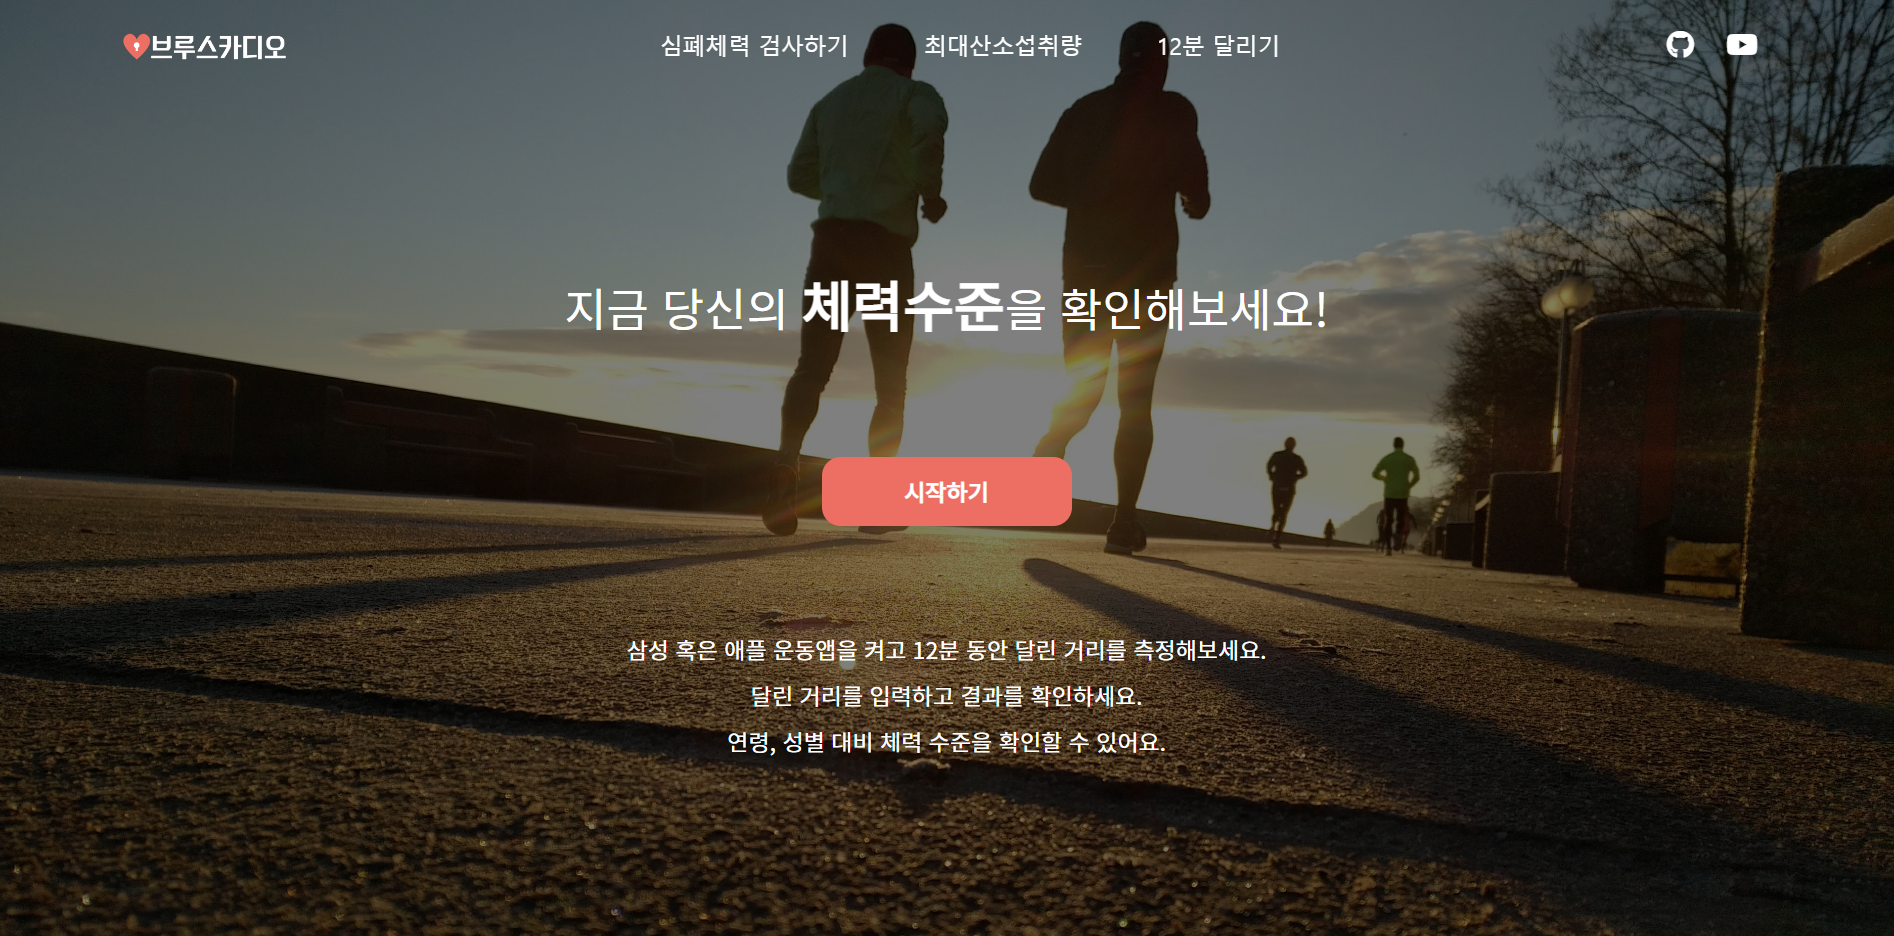 브루스카디오
심폐체력 검사하기
최대산소섭취량
12분 달리기
지금 당신의 체력수준을 확인해보세요!
시작하기
삼성 혹은 애플 운동앱을 켜고 12분 동안 달린 거리를 측정해보세요.
달린 거리를 입력하고 결과를 확인하세요.
연령, 성별 대비 체력 수준을 확인할 수 있어요.